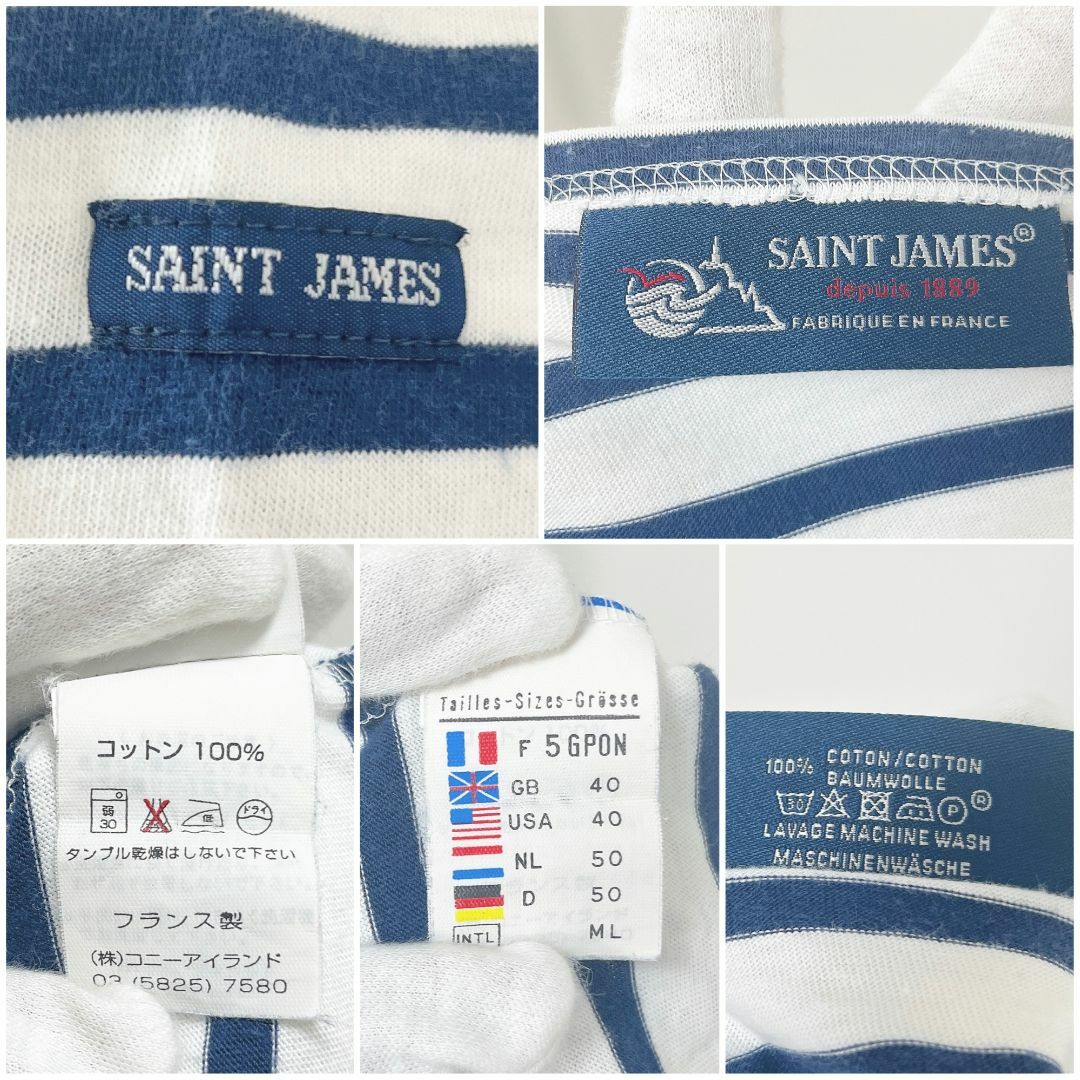 SAINT JAMES
SAINT JAMES®
depuis 1889
FABRIQUE EN FRANCE
コットン 100%
弱
30
低
ドライ
タンブル乾燥はしないで下さい
フランス製
(株)コニーアイランド
03 (5825) 7580
Tailles-Sizes-Grösse
F 5 GPON
GB 40
USA 40
NL 50
D 50
INTL ML
100% COTON/COTTON
BAUMWOLLE
30 P®
LAVAGE MACHINE WASH
MASCHINENWÄSCHE